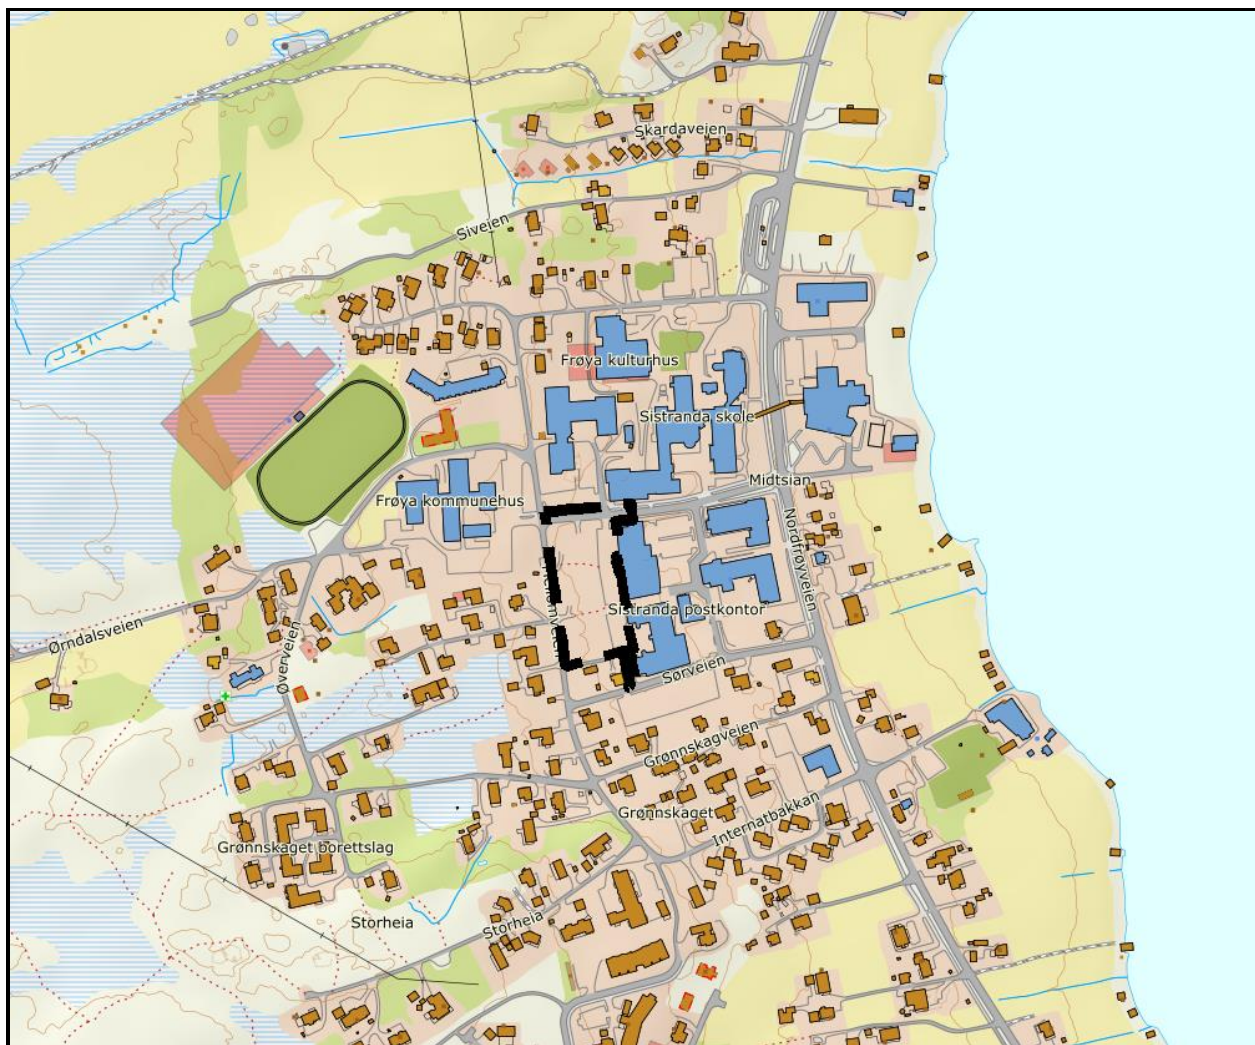 Skardaveien
Siveien
Frøya kulturhus
Sistranda skole
Midtsian
Frøya kommunehus
Nordfrøyveien
Sistranda postkontor
Ørndalsveien
Øverveien
Sørveien
Grønnskagveien
Grønnskaget
Internatbakkan
Grønnskaget borettslag
Storheia
Storheia